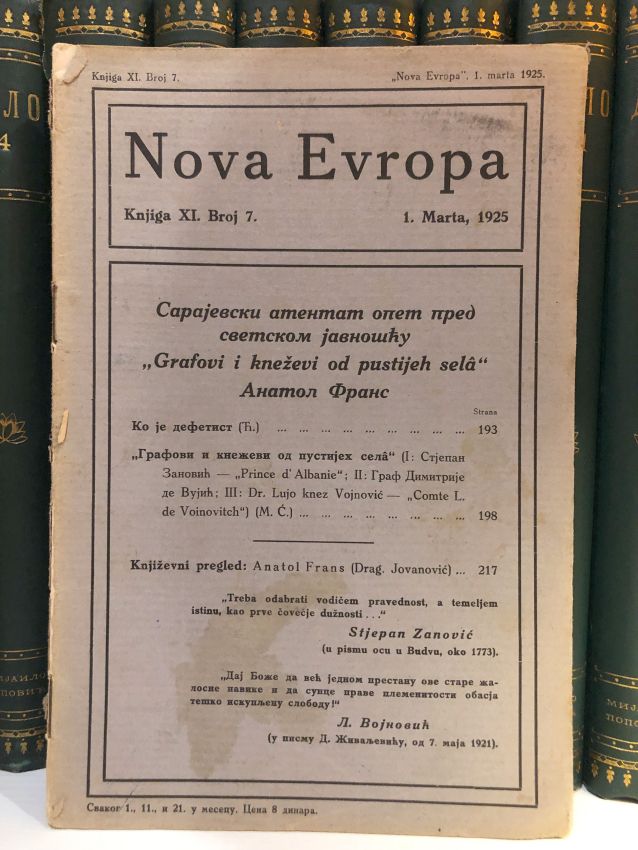 Knjiga XI. Broj 7.
„Nova Evropa", 1. marta 1925.
Nova Evropa
Knjiga XI. Broj 7.
1. Marta, 1925
Сарајевски атентат опет пред
светском јавношћу
„Grafovi i kneževi od pustijeh selâ“
Анатол Франс
Strana
Ко је дефетист (Ћ.) ... ... ... ... ... ... ... ... ... 193
„Графови и кнежеви од пустијех селâ“ (I: Стјепан
Зановић — „Prince d' Albanie“; II: Граф Димитрије
де Вујић; III: Dr. Lujo knez Vojnović — „Comte L.
de Voinovitch“) (M. Ć.) ... ... ... ... ... ... ... ... 198
Književni pregled: Anatol Frans (Drag. Jovanović) ... 217
„Treba odabrati vodičem pravednost, a temeljem
istinu, kao prve čovečje dužnosti . . .“
Stjepan Zanović
(u pismu ocu u Budvu, oko 1773).
„Дај Боже да већ једном престану ове старе жа-
лосне навике и да сунце праве племенитости обасја
тешко искупљену слободу!“
Л. Војновић
(у писму Д. Живаљевићу, од 7. маја 1921).
Сваког 1., 11., и 21. у месецу. Цена 8 динара.
ЛО
4
ЛО